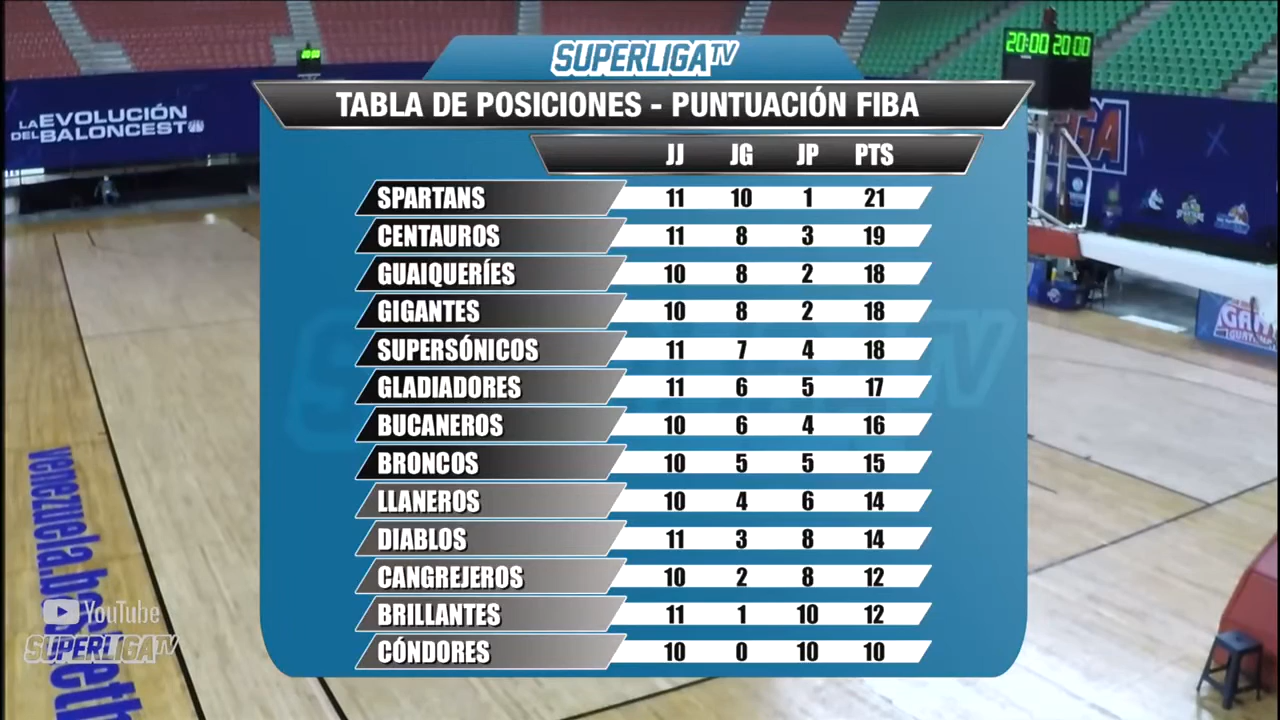 SUPERLIGATV
20:00 20:00
LA EVOLUCIÓN
DEL BALONCESTO
TABLA DE POSICIONES - PUNTUACIÓN FIBA
JJ JG JP PTS
SPARTANS 11 10 1 21
CENTAUROS 11 8 3 19
GUAIQUERÍES 10 8 2 18
GIGANTES 10 8 2 18
SUPERSÓNICOS 11 7 4 18
GLADIADORES 11 6 5 17
BUCANEROS 10 6 4 16
BRONCOS 10 5 5 15
LLANEROS 10 4 6 14
DIABLOS 11 3 8 14
CANGREJEROS 10 2 8 12
BRILLANTES 11 1 10 12
CÓNDORES 10 0 10 10
YouTube
SUPERLIGATV